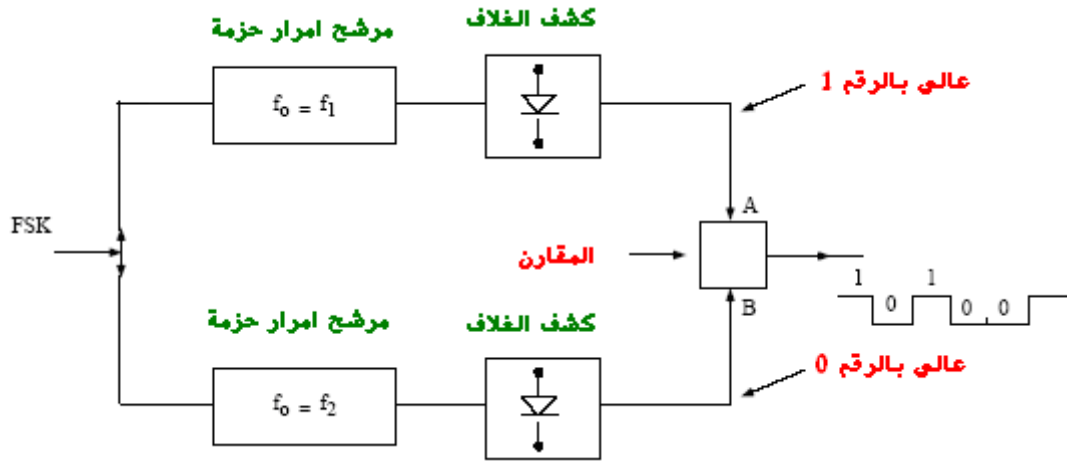 كشف الغلاف
مرشح امرار حزمة
عالي بالرقم 1
f₀ = f₁
A
FSK
المقارن
1 1
0 0 0
B
كشف الغلاف
مرشح امرار حزمة
عالي بالرقم 0
f₀ = f₂